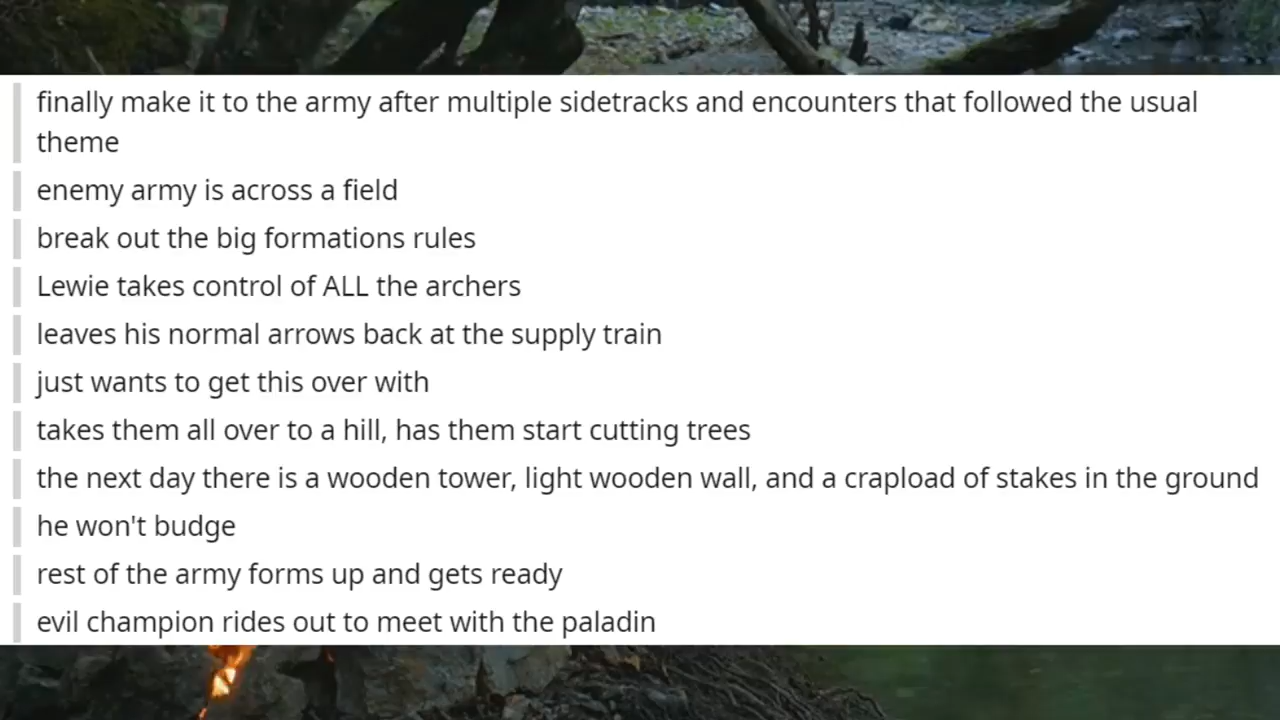 finally make it to the army after multiple sidetracks and encounters that followed the usual
theme
enemy army is across a field
break out the big formations rules
Lewie takes control of ALL the archers
leaves his normal arrows back at the supply train
just wants to get this over with
takes them all over to a hill, has them start cutting trees
the next day there is a wooden tower, light wooden wall, and a crapload of stakes in the ground
he won't budge
rest of the army forms up and gets ready
evil champion rides out to meet with the paladin